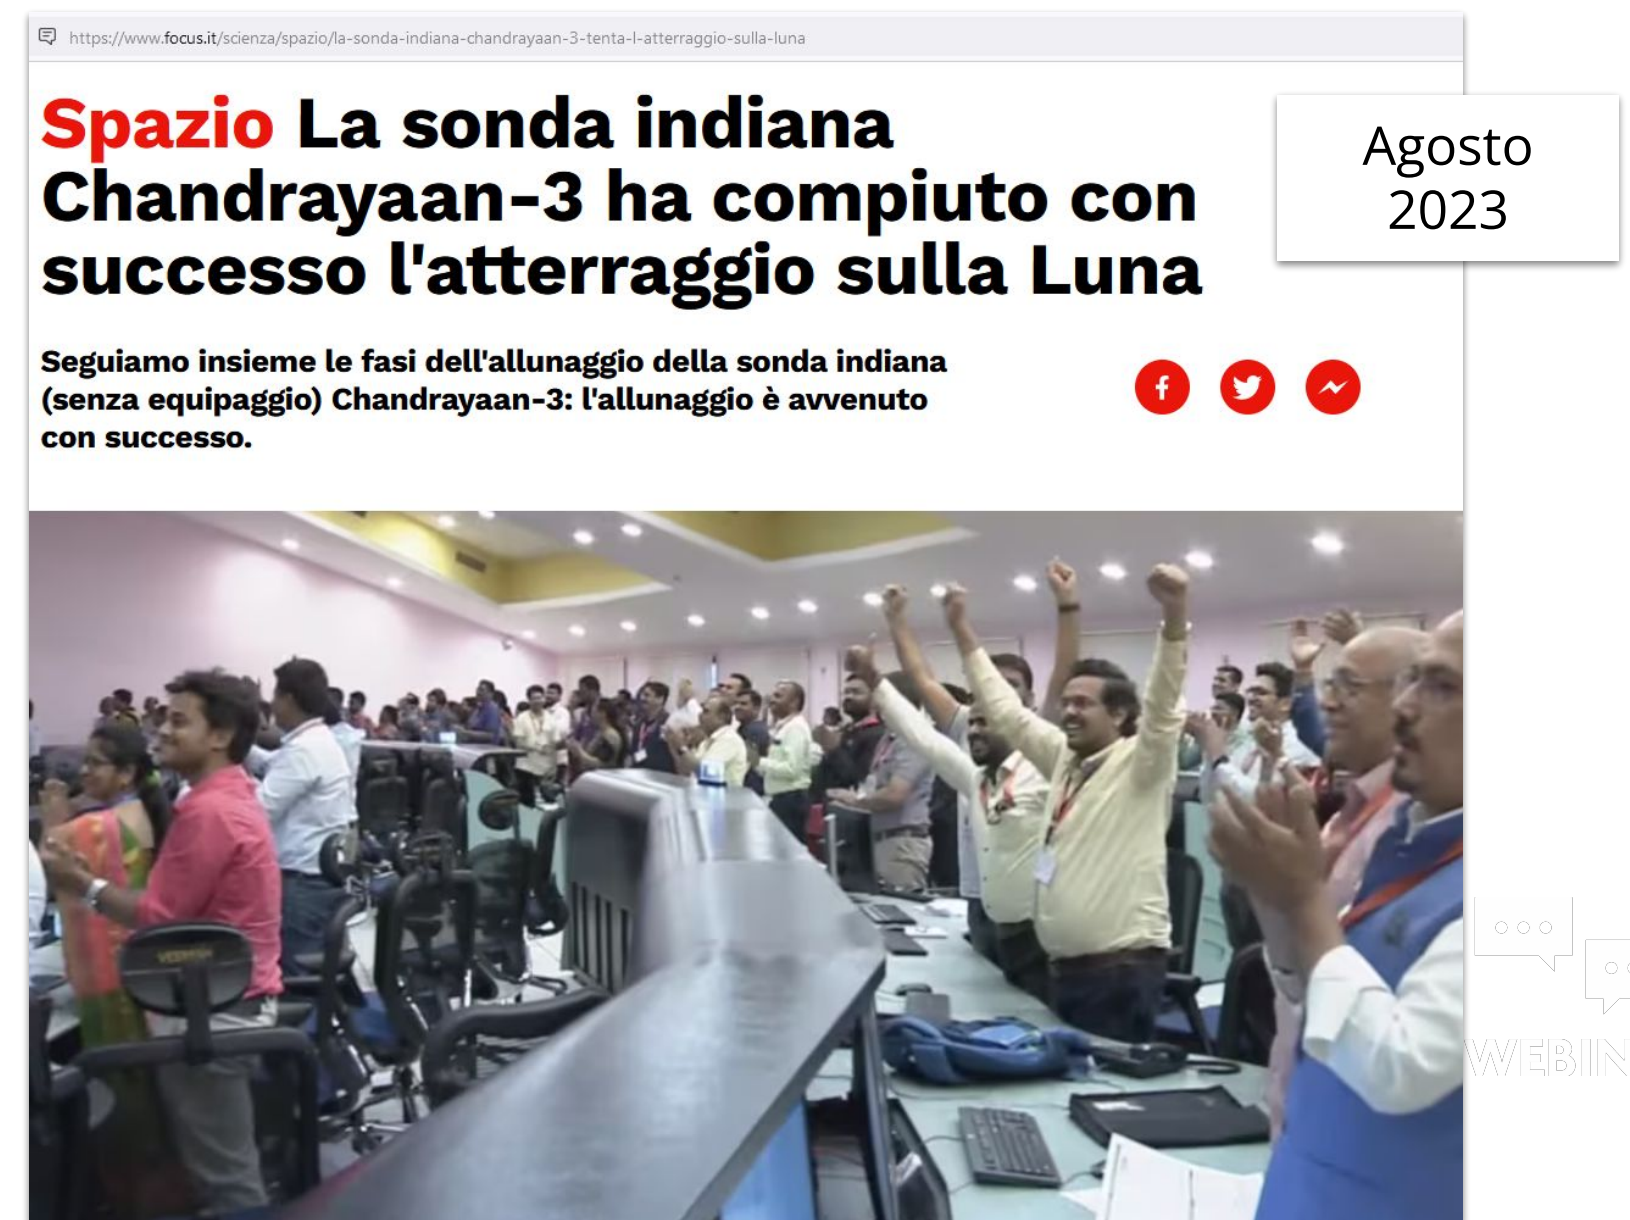 https://www.focus.it/scienza/spazio/la-sonda-indiana-chandrayaan-3-tenta-l-atterraggio-sulla-luna
Spazio La sonda indiana
Chandrayaan-3 ha compiuto con
successo l'atterraggio sulla Luna
Agosto
2023
Seguiamo insieme le fasi dell'allunaggio della sonda indiana
(senza equipaggio) Chandrayaan-3: l'allunaggio è avvenuto
con successo.
WEBIN